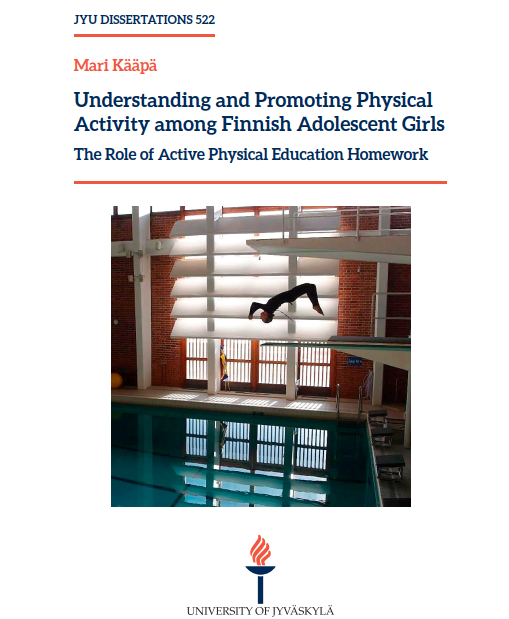 JYU DISSERTATIONS 522
Mari Kääpä
Understanding and Promoting Physical
Activity among Finnish Adolescent Girls
The Role of Active Physical Education Homework
UNIVERSITY OF JYVÄSKYLÄ